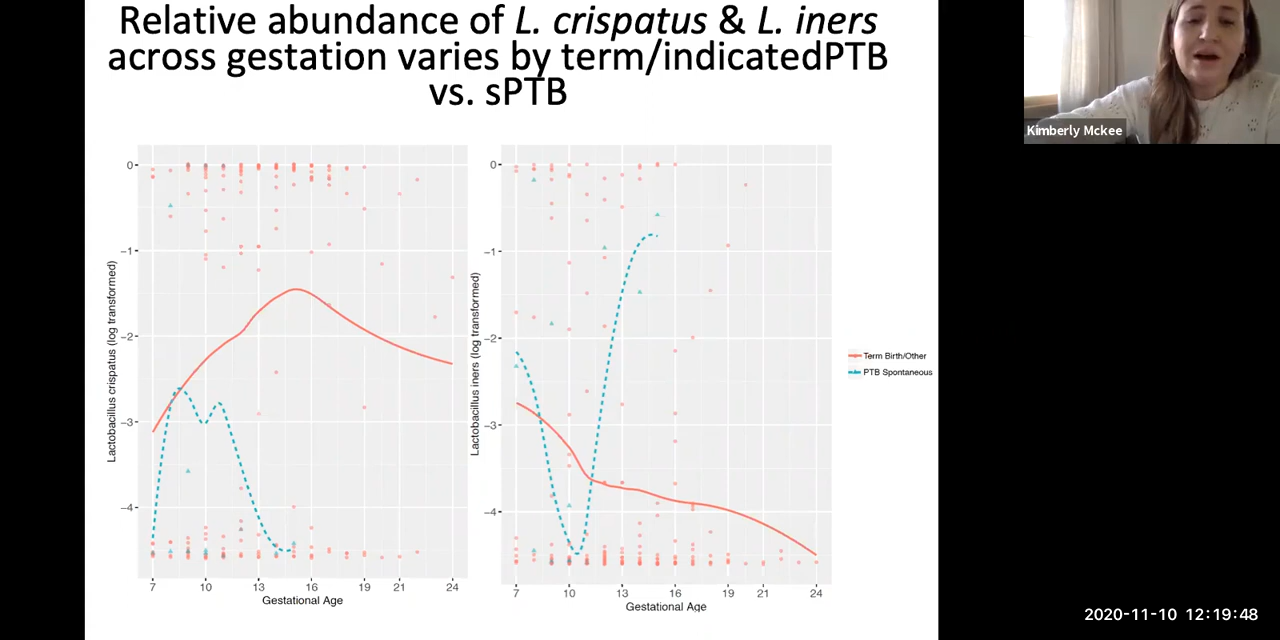 Relative abundance of L. crispatus & L. iners
across gestation varies by term/indicatedPTB
vs. sPTB
Kimberly Mckee
Lactobacillus crispatus (log transformed)
0
−1
−2
−3
−4
7 10 13 16 19 21 24
Gestational Age
Lactobacillus iners (log transformed)
0
−1
−2
−3
−4
7 10 13 16 19 21 24
Gestational Age
Term Birth/Other
PTB Spontaneous
2020-11-10 12:19:48